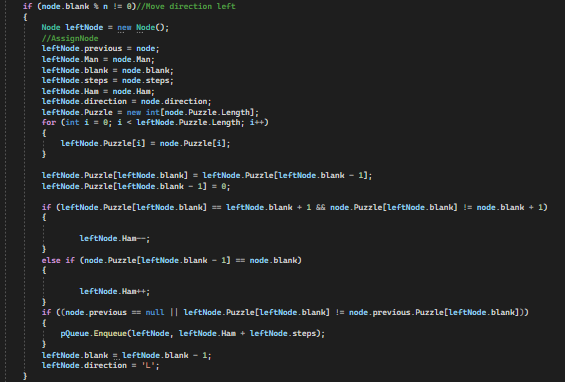 if (node.blank % n != 0)//Move direction left
{
Node leftNode = new Node();
//AssignNode
leftNode.previous = node;
leftNode.Man = node.Man;
leftNode.blank = node.blank;
leftNode.steps = node.steps;
leftNode.Ham = node.Ham;
leftNode.direction = node.direction;
leftNode.Puzzle = new int[node.Puzzle.Length];
for (int i = 0; i < leftNode.Puzzle.Length; i++)
{
leftNode.Puzzle[i] = node.Puzzle[i];
}
leftNode.Puzzle[leftNode.blank] = leftNode.Puzzle[leftNode.blank - 1];
leftNode.Puzzle[leftNode.blank - 1] = 0;
if (leftNode.Puzzle[leftNode.blank] == leftNode.blank + 1 && node.Puzzle[leftNode.blank] != node.blank + 1)
{
leftNode.Ham--;
}
else if (node.Puzzle[leftNode.blank - 1] == node.blank)
{
leftNode.Ham++;
}
if ((node.previous == null || leftNode.Puzzle[leftNode.blank] != node.previous.Puzzle[leftNode.blank]))
{
pQueue.Enqueue(leftNode, leftNode.Ham + leftNode.steps);
}
leftNode.blank = leftNode.blank - 1;
leftNode.direction = 'L';
}